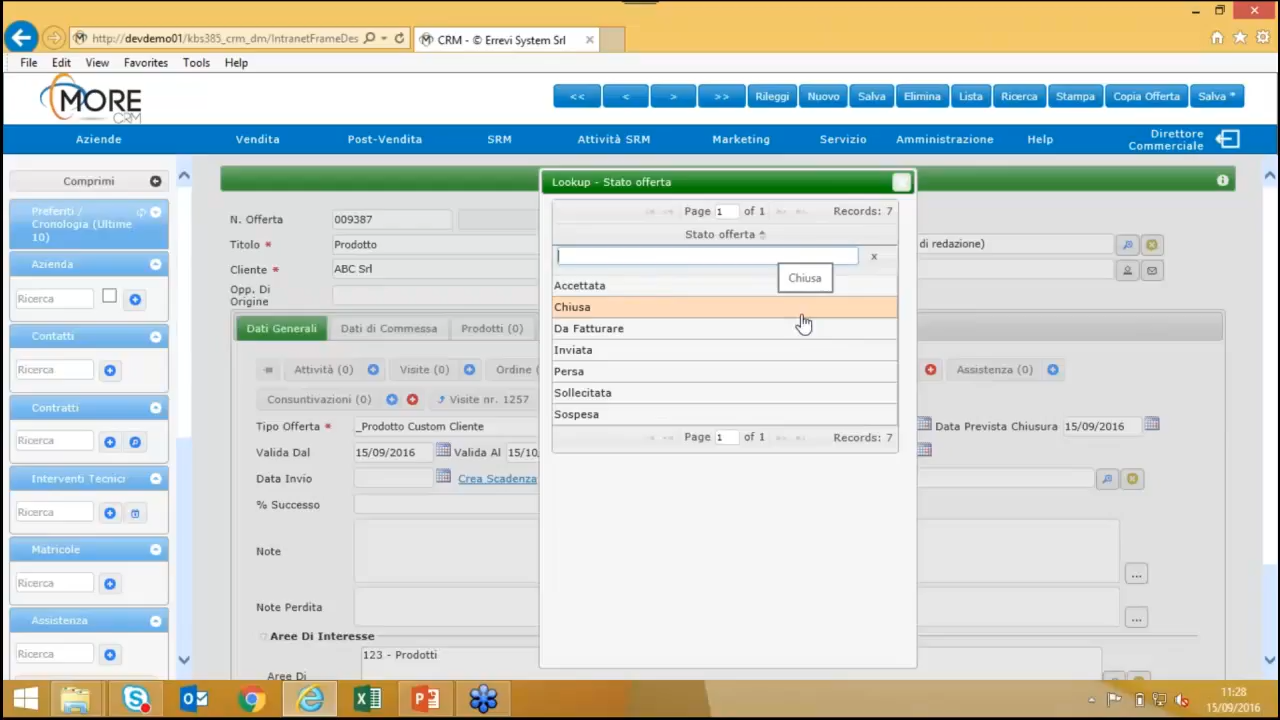 http://devdemo01/kbs385_crm_dm/IntranetFrameDes
CRM - © Errevi System Srl
File Edit View Favorites Tools Help
MORE
CRM
<< < > >> Rileggi Nuovo Salva Elimina Lista Ricerca Stampa Copia Offerta Salva *
Aziende Vendita Post-Vendita SRM Attività SRM Marketing Servizio Amministrazione Help Direttore
Commerciale
Comprimi
Preferiti /
Cronologia (Ultime
10)
Azienda
Ricerca
Contatti
Ricerca
Contratti
Ricerca
Interventi Tecnici
Ricerca
Matricole
Ricerca
Assistenza
Ricerca
N. Offerta 009387
Titolo * Prodotto
di redazione)
Cliente * ABC Srl
Opp. Di
Origine
Dati Generali Dati di Commessa Prodotti (0)
Attività (0) Visite (0) Ordine (
Assistenza (0)
Consuntivazioni (0) Visite nr. 1257
Tipo Offerta * _Prodotto Custom Cliente
Data Prevista Chiusura 15/09/2016
Valida Dal 15/09/2016 Valida Al 15/10/
Data Invio Crea Scadenza
% Successo
Note
...
Note Perdita
...
Aree Di Interesse
123 - Prodotti
Aree Di
Lookup - Stato offerta
Page 1 of 1 Records: 7
Stato offerta
x
Chiusa
Accettata
Chiusa
Da Fatturare
Inviata
Persa
Sollecitata
Sospesa
Page 1 of 1 Records: 7
11:28
15/09/2016